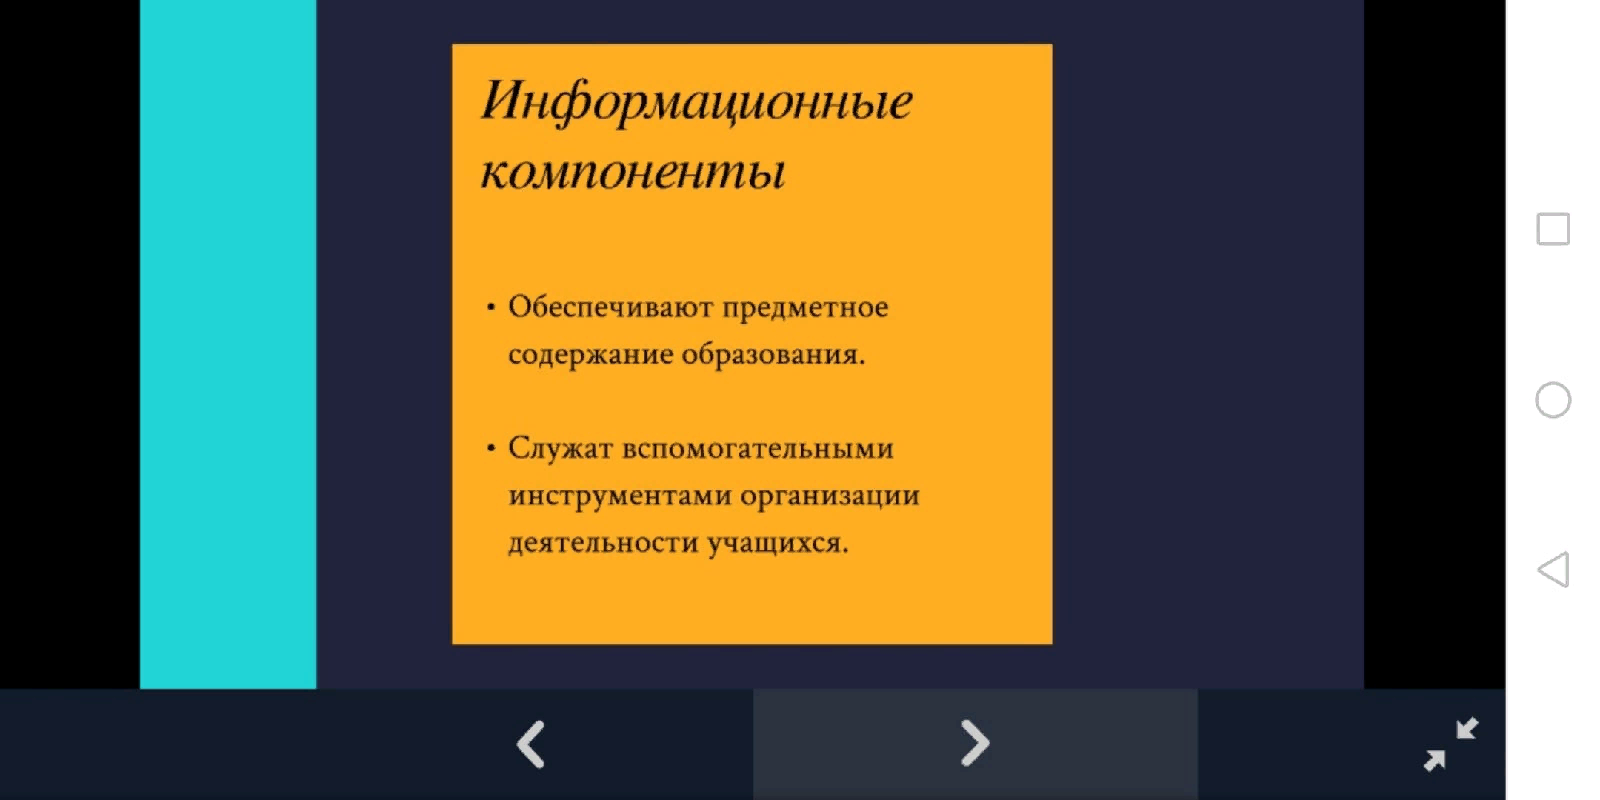 Информационные
компоненты
• Обеспечивают предметное
содержание образования.
• Служат вспомогательными
инструментами организации
деятельности учащихся.